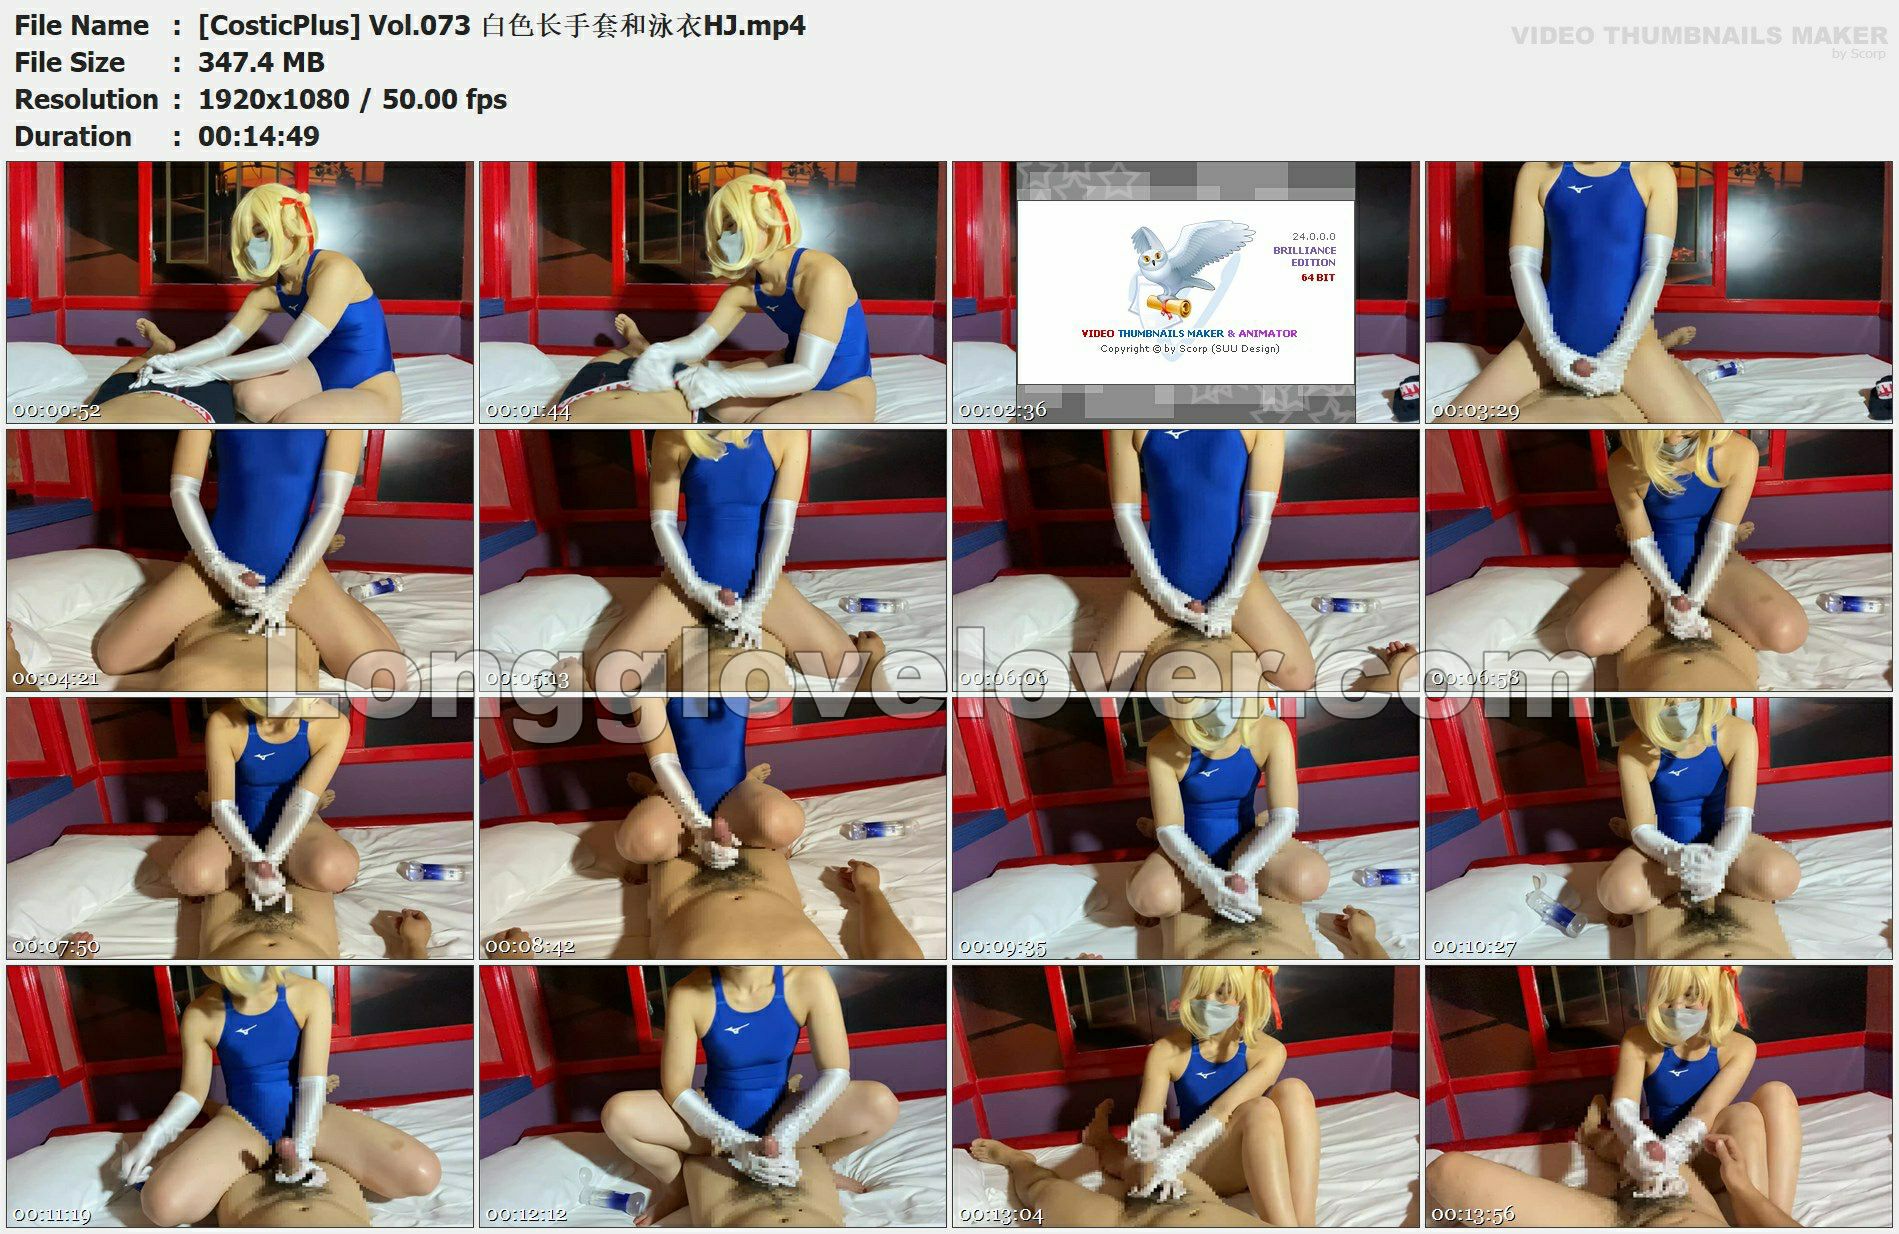 File Name : [CosticPlus] Vol.073 白色长手套和泳衣HJ.mp4
VIDEO THUMBNAILS MAKER
by Scorp
File Size : 347.4 MB
Resolution : 1920x1080 / 50.00 fps
Duration : 00:14:49
24.0.0.0
BRILLIANCE
EDITION
64 BIT
VIDEO THUMBNAILS MAKER & ANIMATOR
Copyright © by Scorp (SUU Design)
00:00:52
00:01:44
00:02:36
00:03:29
00:04:21
00:05:13
00:06:06
00:06:58
Longglovelover.com
00:07:50
00:08:42
00:09:35
00:10:27
00:11:19
00:12:12
00:13:04
00:13:56